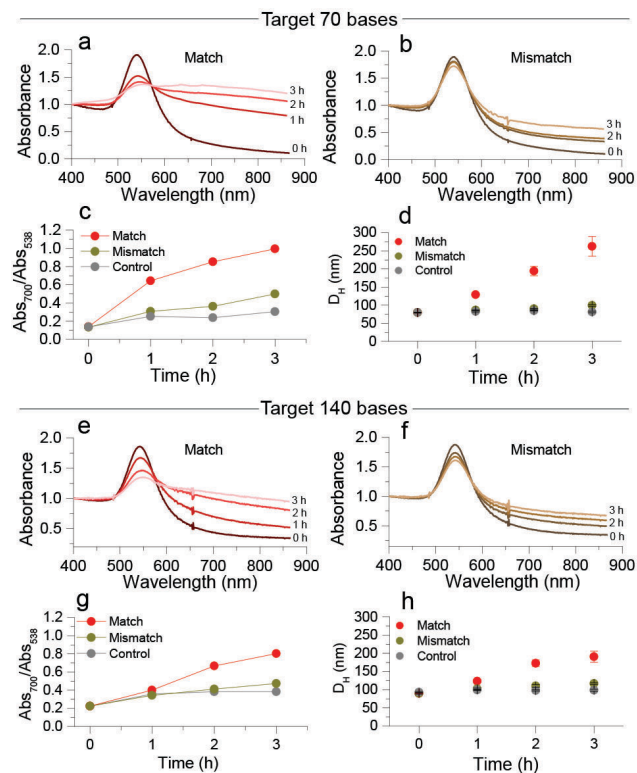 Target 70 bases
a
Match
2.0
1.5
1.0
0.5
0.0
400 500 600 700 800 900
Absorbance
Wavelength (nm)
3 h
2 h
1 h
0 h
b
Mismatch
2.0
1.5
1.0
0.5
0.0
400 500 600 700 800 900
Absorbance
Wavelength (nm)
3 h
2 h
0 h
c
Match
Mismatch
Control
1.2
1.0
0.8
0.6
0.4
0.2
0.0
0 1 2 3
Abs700/Abs538
Time (h)
d
Match
Mismatch
Control
300
250
200
150
100
50
0
0 1 2 3
DH (nm)
Time (h)
Target 140 bases
e
Match
2.0
1.5
1.0
0.5
400 500 600 700 800 900
Absorbance
Wavelength (nm)
3 h
2 h
1 h
0 h
f
Mismatch
2.0
1.5
1.0
0.5
400 500 600 700 800 900
Absorbance
Wavelength (nm)
3 h
2 h
1 h
0 h
g
Match
Mismatch
Control
1.2
1.0
0.8
0.6
0.4
0.2
0.0
0 1 2 3
Abs700/Abs538
Time (h)
h
Match
Mismatch
Control
300
250
200
150
100
50
0
0 1 2 3
DH (nm)
Time (h)